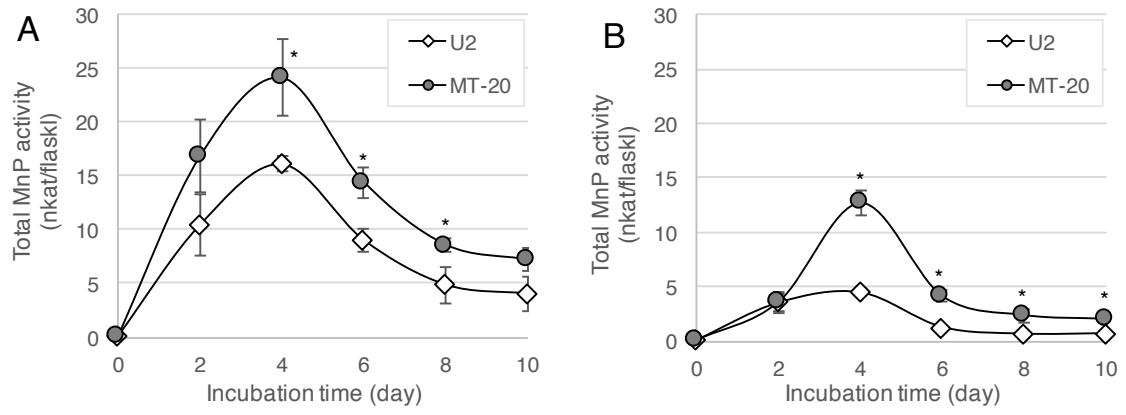 A
30
25
20
15
10
5
0
Total MnP activity
(nkat/flaskl)
U2
MT-20
*
*
*
0 2 4 6 8 10
Incubation time (day)
B
30
25
20
15
10
5
0
Total MnP activity
(nkat/flaskl)
U2
MT-20
*
*
*
*
0 2 4 6 8 10
Incubation time (day)